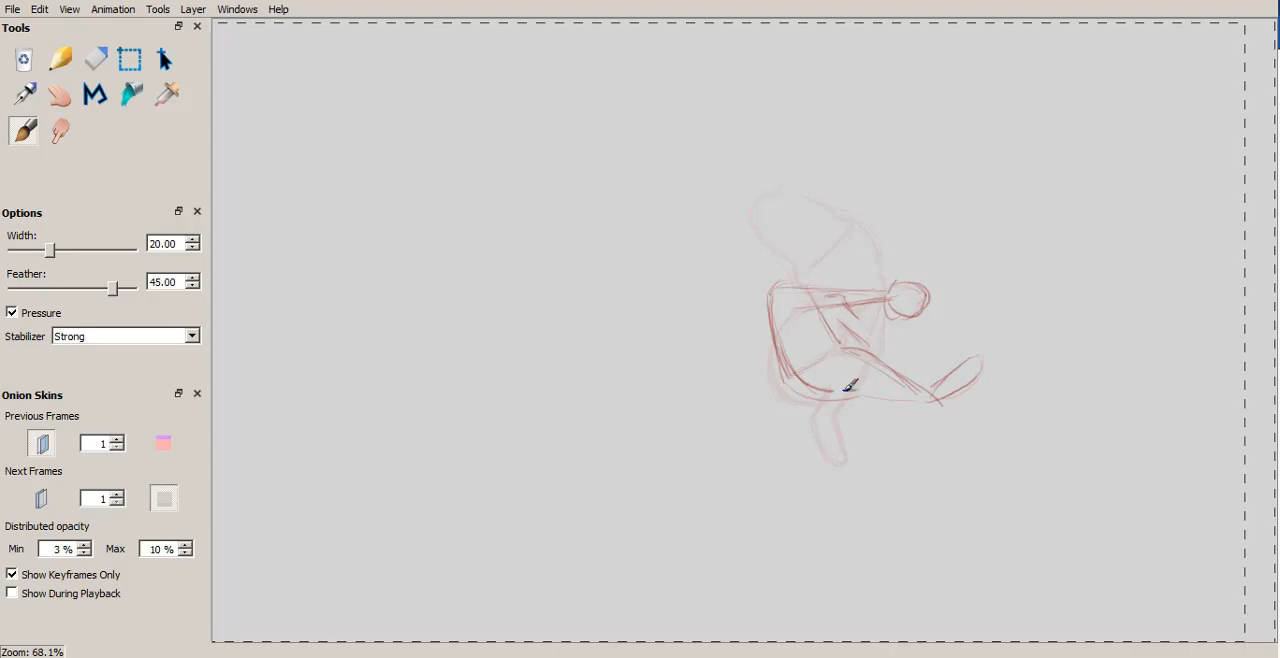 File Edit View Animation Tools Layer Windows Help
Tools
Options
Width:
20.00
Feather:
45.00
Pressure
Stabilizer Strong
Onion Skins
Previous Frames
1
Next Frames
1
Distributed opacity
Min 3 % Max 10 %
Show Keyframes Only
Show During Playback
Zoom: 68.1%